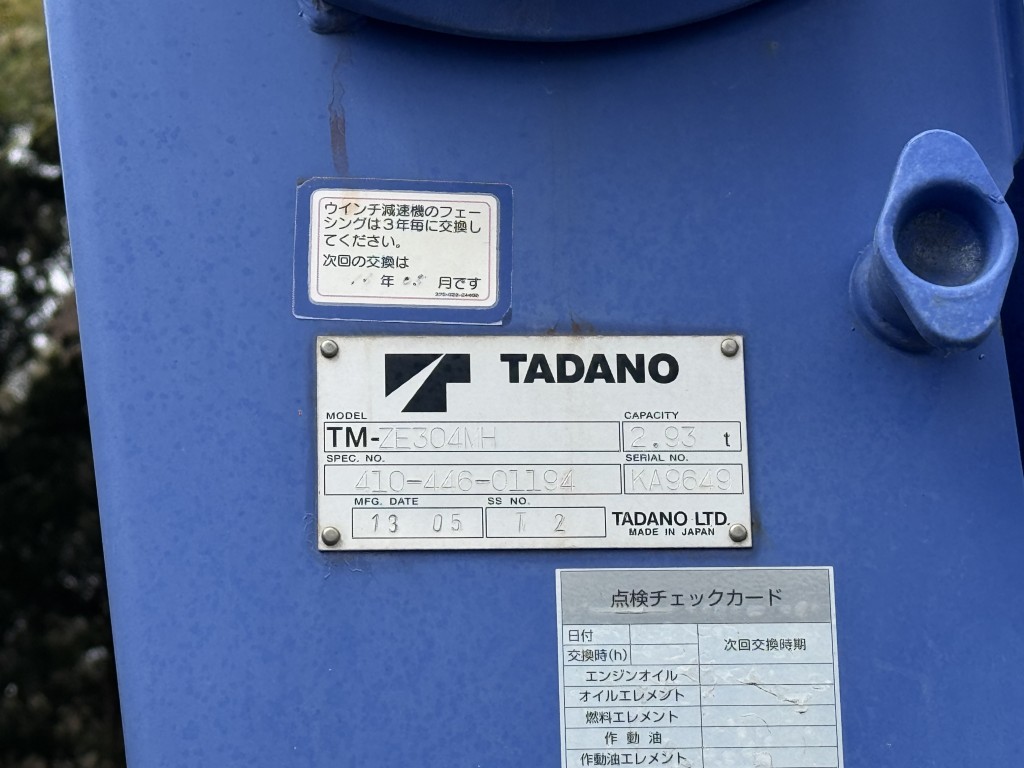 ウインチ減速機のフェー
シングは3年毎に交換し
てください。
次回の交換は
年 月です
TADANO
MODEL CAPACITY
TM-ZE304MH 2.93 t
SPEC. NO. SERIAL NO.
410-446-01194 KA9649
MFG. DATE SS NO.
13 05 T 2 TADANO LTD.
MADE IN JAPAN
点検チェックカード
日付
交換時(h) 次回交換時期
エンジンオイル
オイルエレメント
燃料エレメント
作動油
作動油エレメント